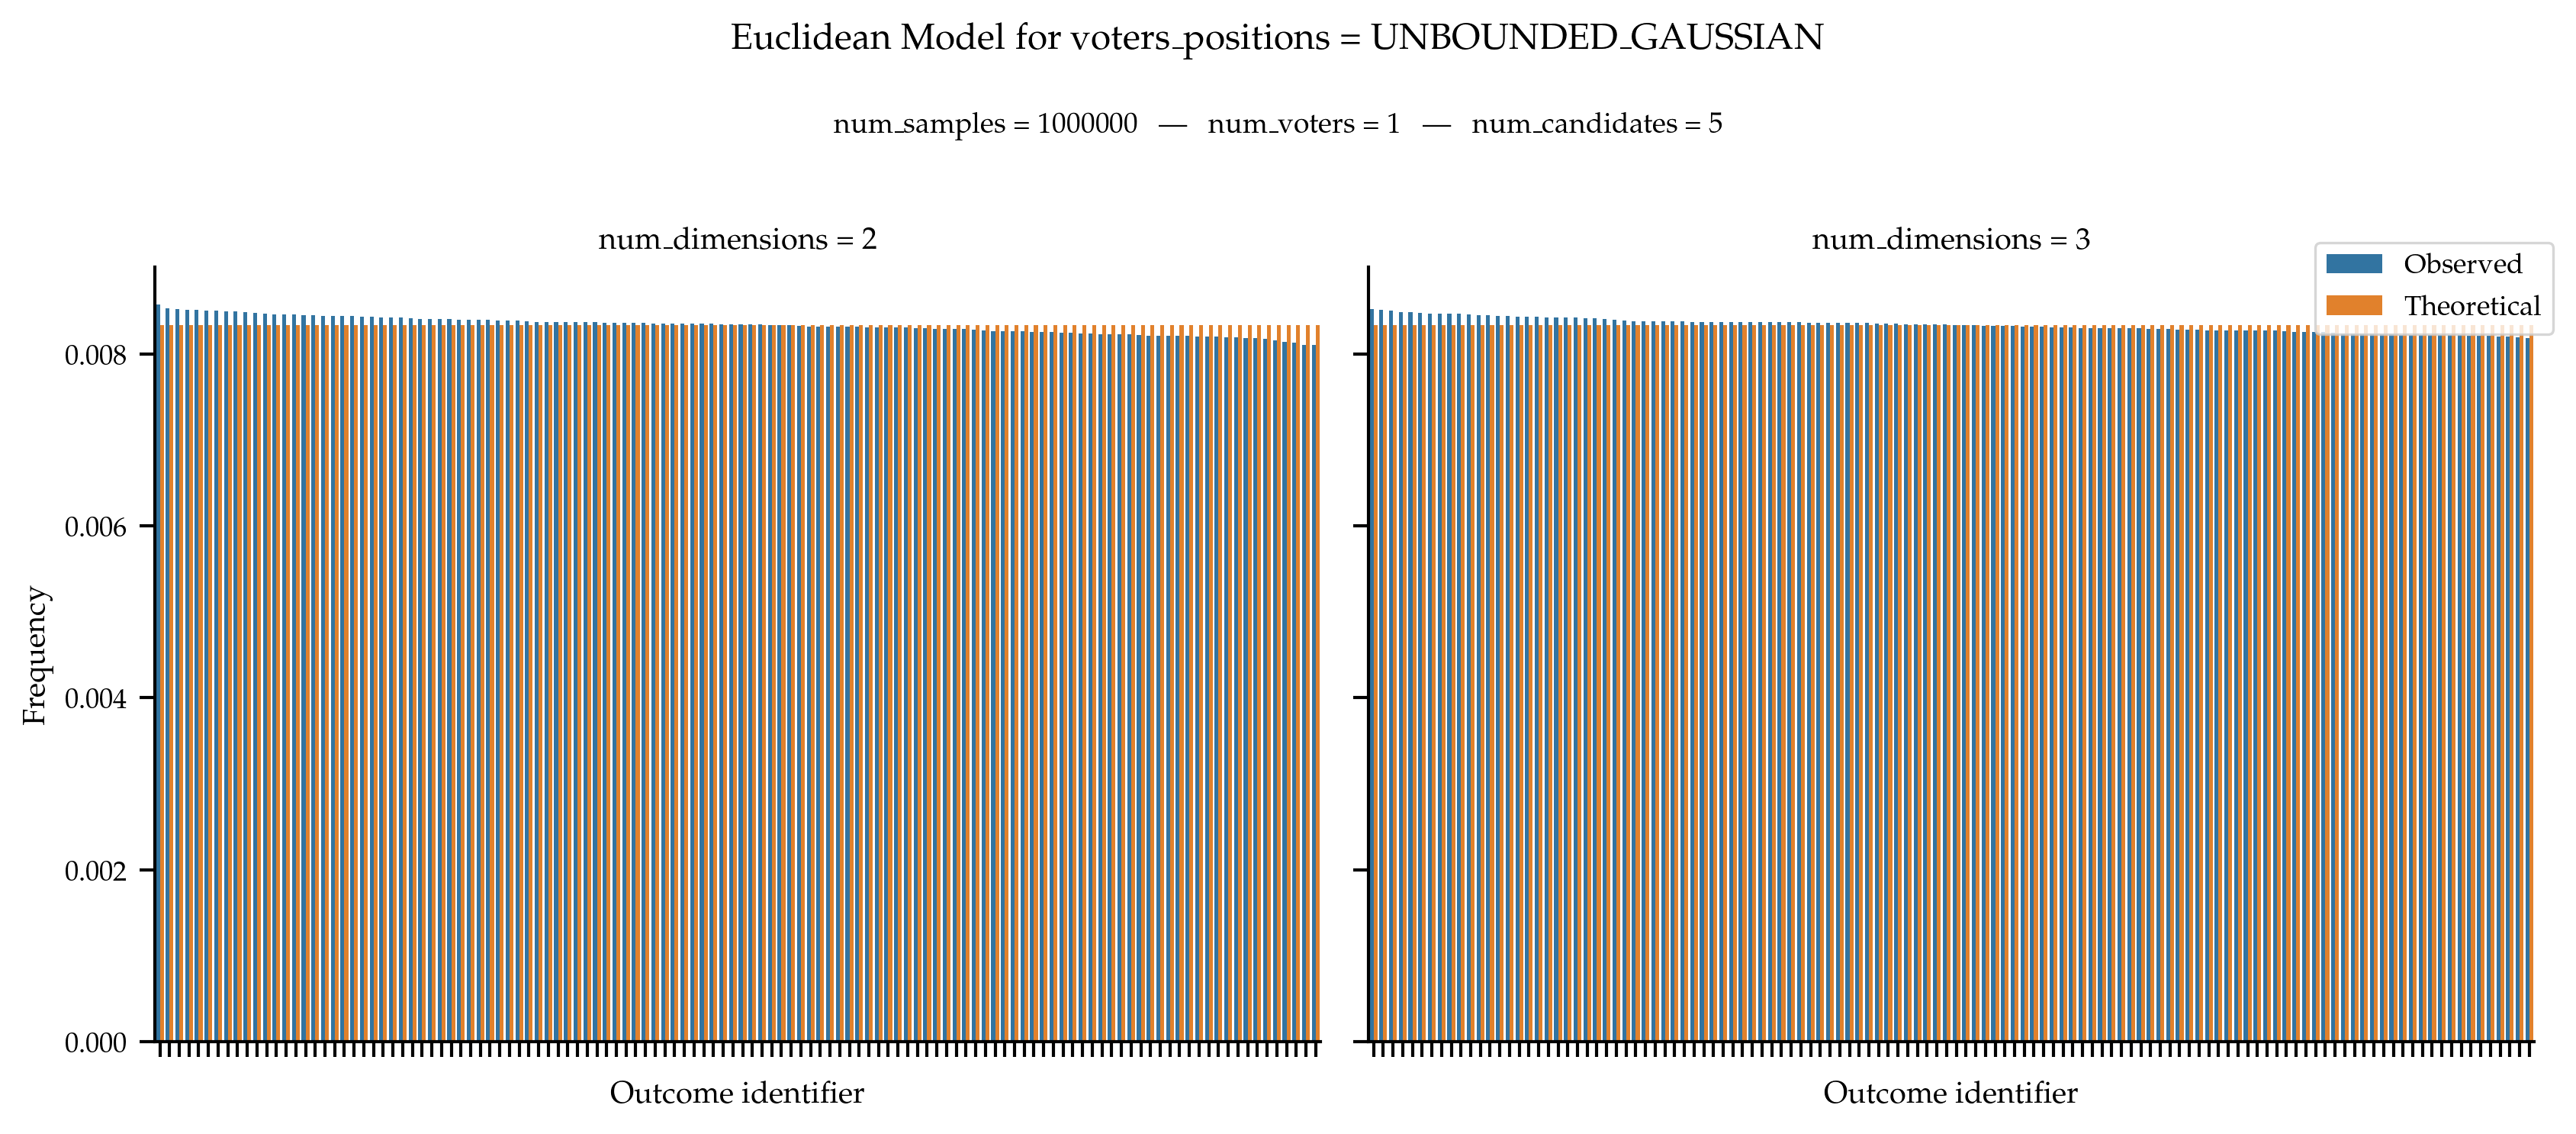 Euclidean Model for voters_positions = UNBOUNDED_GAUSSIAN
num_samples = 1000000 — num_voters = 1 — num_candidates = 5
num_dimensions = 2
num_dimensions = 3
Observed
Theoretical
Frequency
0.008
0.006
0.004
0.002
0.000
Outcome identifier
Outcome identifier